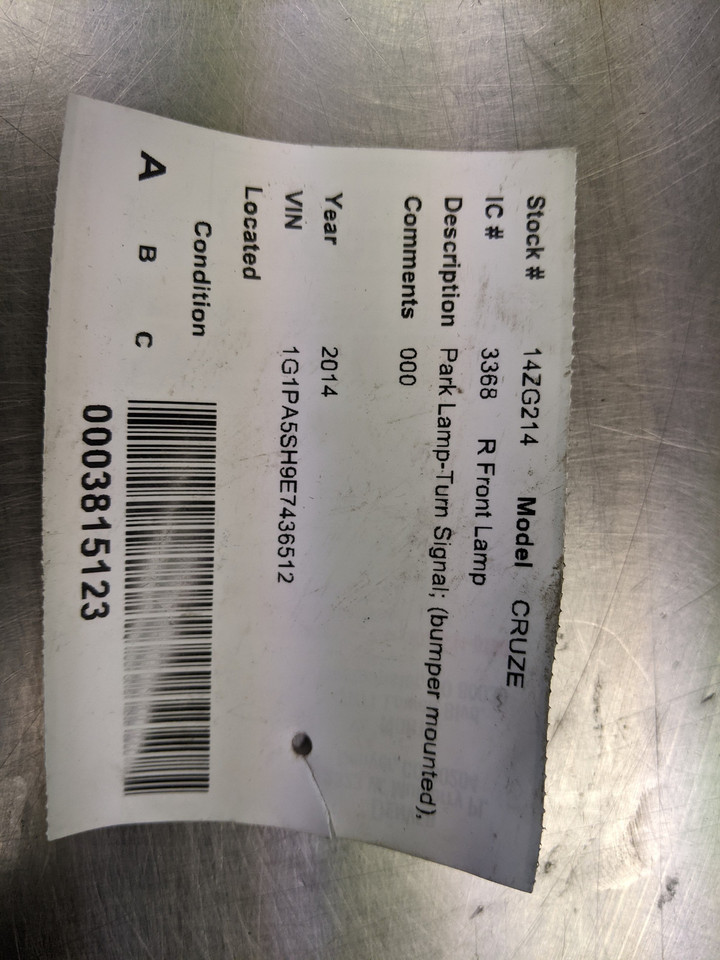 Stock # 14ZG214 Model CRUZE
IC # 3368 R Front Lamp
Description Park Lamp-Turn Signal; (bumper mounted),
Comments 000
Year 2014
VIN 1G1PA5SH9E7436512
Located
Condition
A B C
0003815123